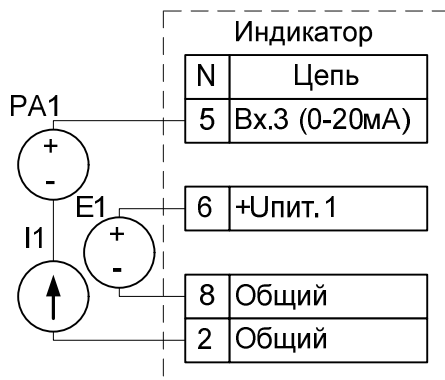 Индикатор
N Цепь
PA1
5 Вх.3 (0-20мА)
+
-
E1
6 +Uпит.1
I1
+
-
8 Общий
2 Общий